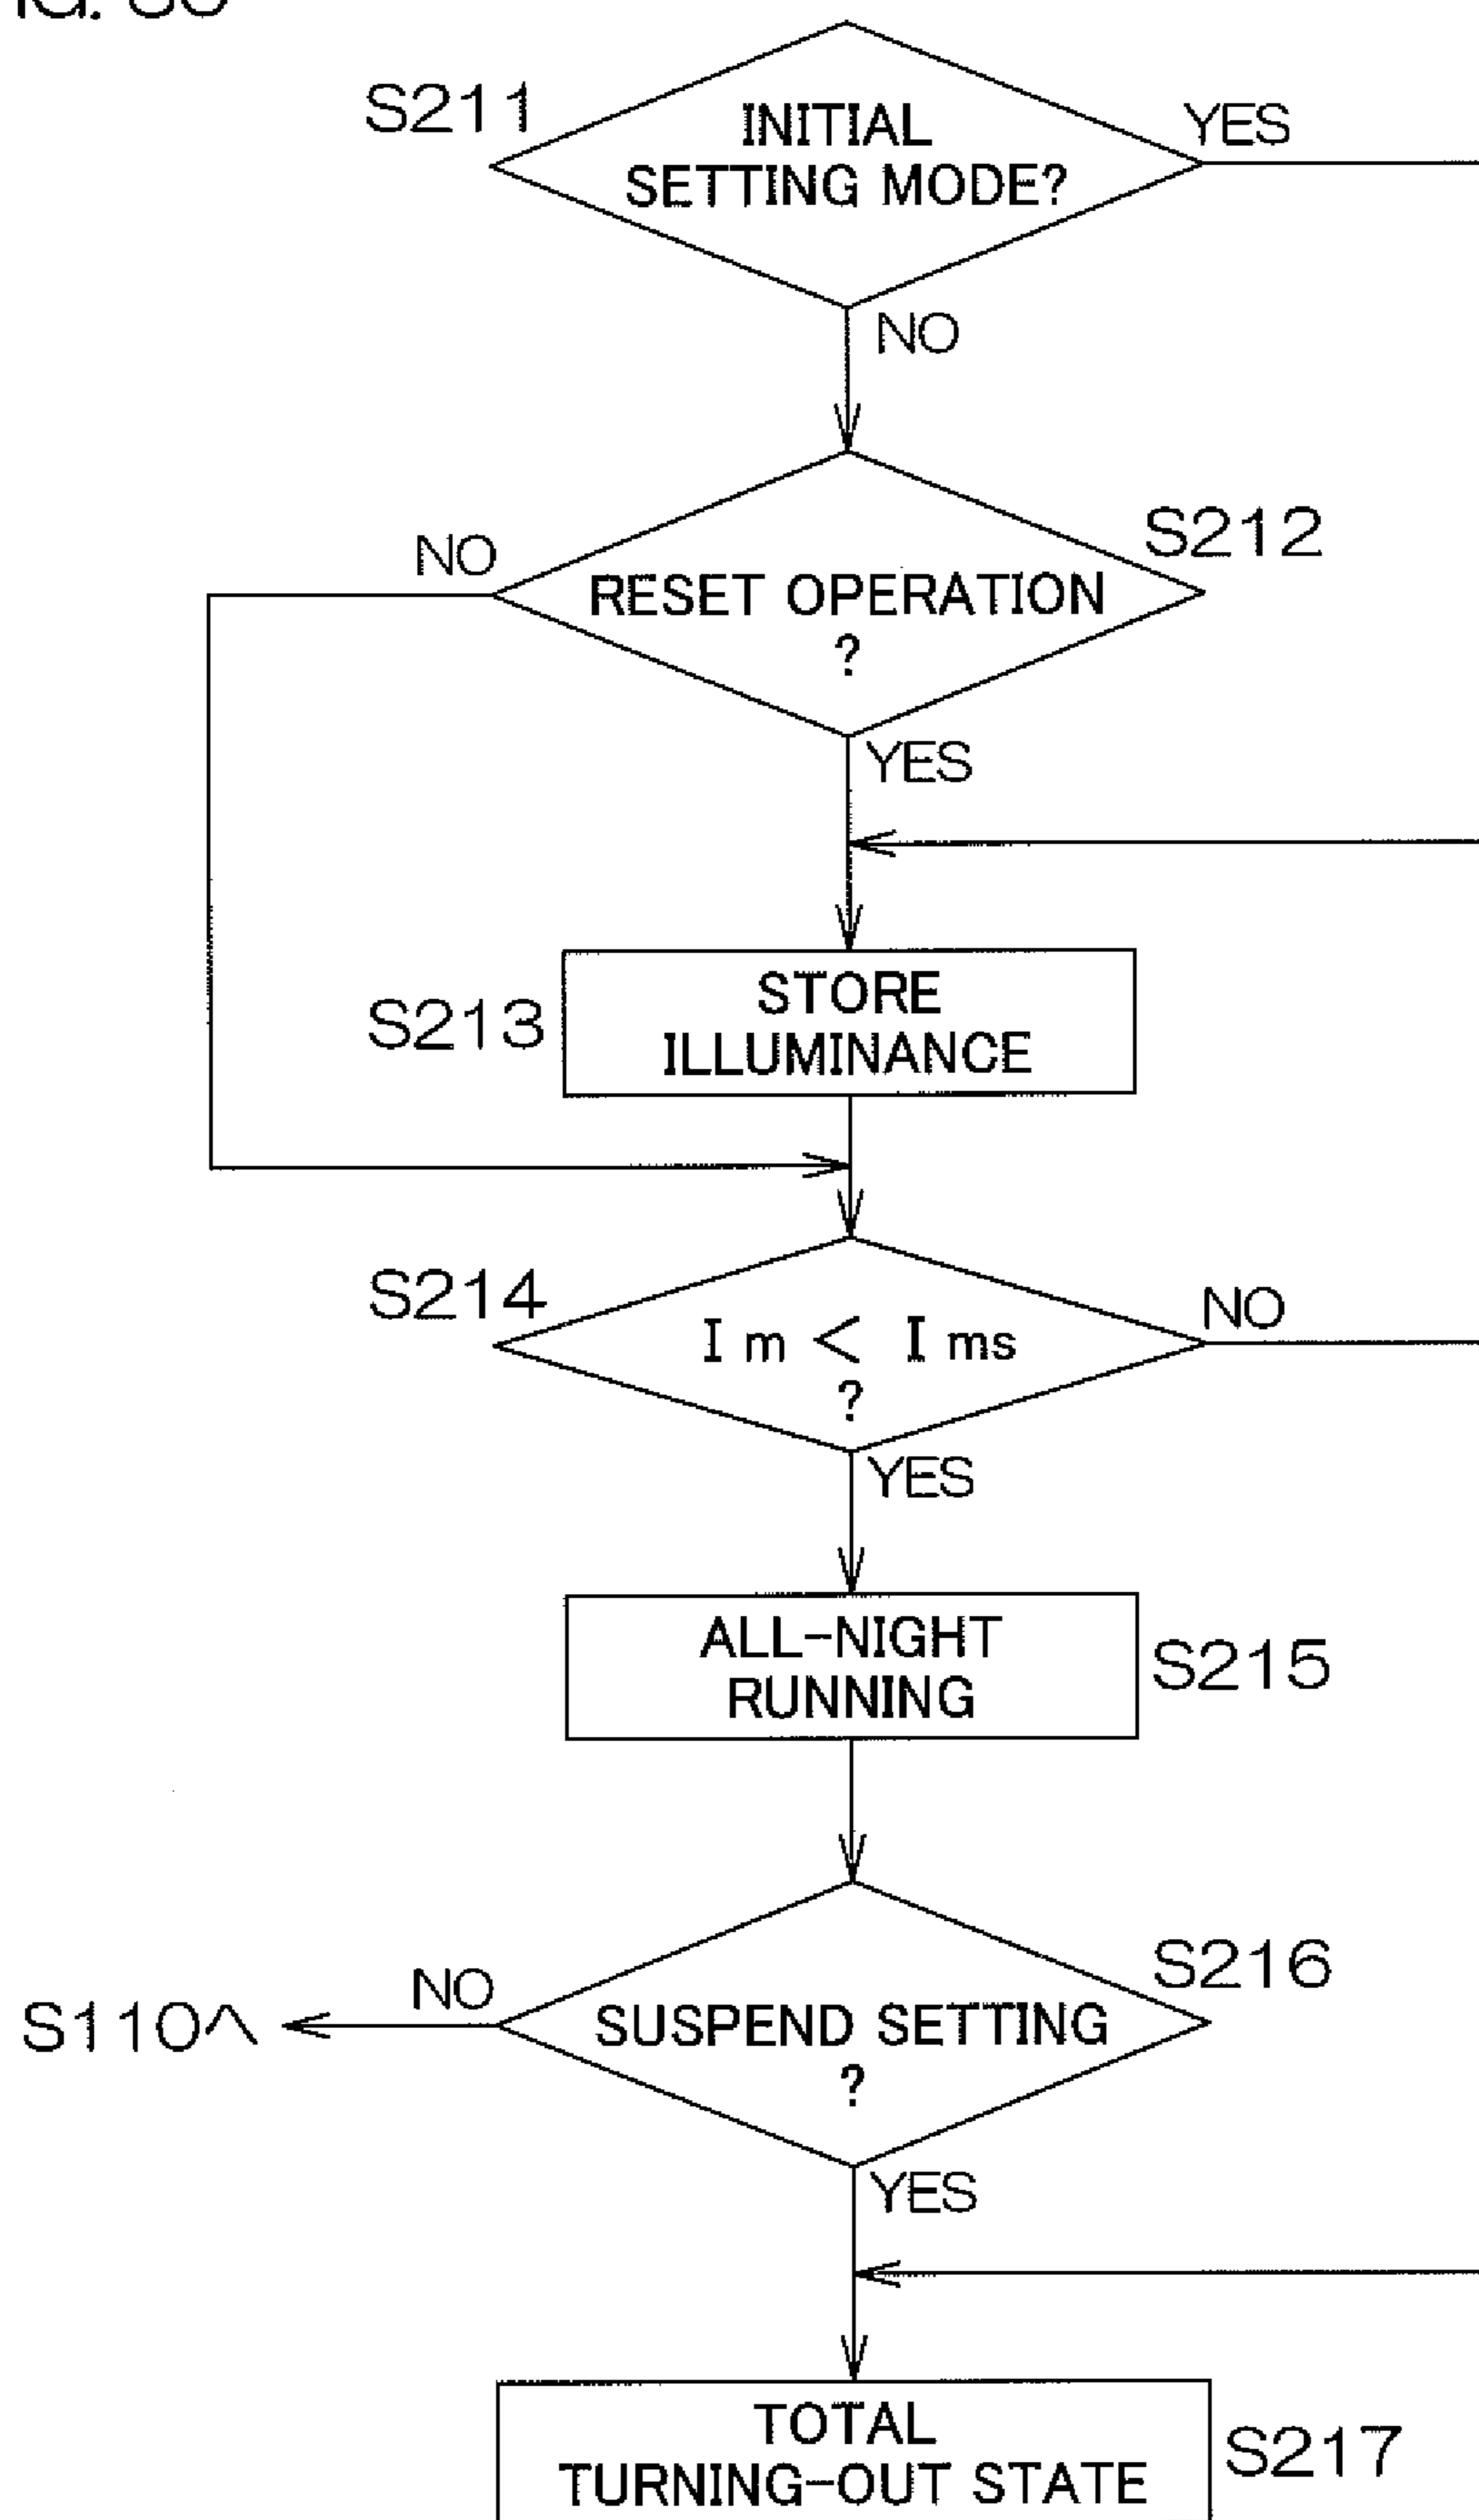 S211
INITIAL
SETTING MODE?
YES
NO
S212
NO
RESET OPERATION
?
YES
S213
STORE
ILLUMINANCE
S214
I m < I ms
?
NO
YES
ALL-NIGHT
RUNNING
S215
S216
NO
S110へ
SUSPEND SETTING
?
YES
TOTAL
TURNING-OUT STATE
S217